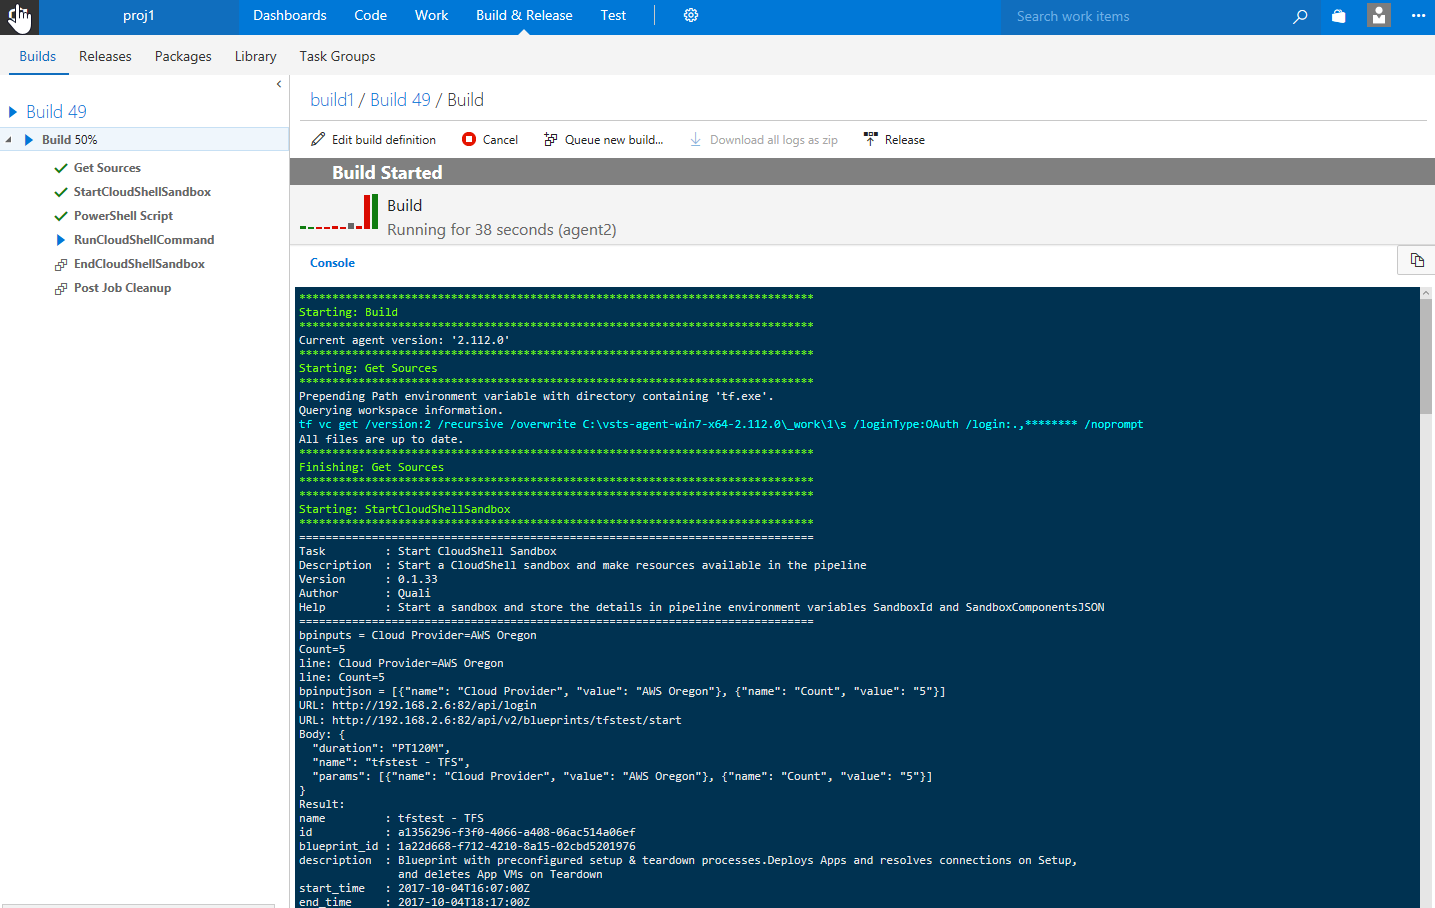 proj1 Dashboards Code Work Build & Release Test Search work items
Builds Releases Packages Library Task Groups
Build 49
Build 50%
Get Sources
StartCloudShellSandbox
PowerShell Script
RunCloudShellCommand
EndCloudShellSandbox
Post Job Cleanup
build1 / Build 49 / Build
Edit build definition Cancel Queue new build... Download all logs as zip Release
Build Started
Build
Running for 38 seconds (agent2)
Console
******************************************************************************
Starting: Build
******************************************************************************
Current agent version: '2.112.0'
******************************************************************************
Starting: Get Sources
******************************************************************************
Prepending Path environment variable with directory containing 'tf.exe'.
Querying workspace information.
tf vc get /version:2 /recursive /overwrite C:\vsts-agent-win7-x64-2.112.0\_work\1\s /loginType:OAuth /login:.,******** /noprompt
All files are up to date.
******************************************************************************
Finishing: Get Sources
******************************************************************************
******************************************************************************
Starting: StartCloudShellSandbox
******************************************************************************
==============================================================================
Task         : Start CloudShell Sandbox
Description  : Start a CloudShell sandbox and make resources available in the pipeline
Version      : 0.1.33
Author       : Quali
Help         : Start a sandbox and store the details in pipeline environment variables SandboxId and SandboxComponentsJSON
==============================================================================
bpinputs = Cloud Provider=AWS Oregon
Count=5
line: Cloud Provider=AWS Oregon
line: Count=5
bpinputjson = [{"name": "Cloud Provider", "value": "AWS Oregon"}, {"name": "Count", "value": "5"}]
URL: http://192.168.2.6:82/api/login
URL: http://192.168.2.6:82/api/v2/blueprints/tfstest/start
Body: {
  "duration": "PT120M",
  "name": "tfstest - TFS",
  "params": [{"name": "Cloud Provider", "value": "AWS Oregon"}, {"name": "Count", "value": "5"}]
}
Result:
name         : tfstest - TFS
id           : a1356296-f3f0-4066-a408-06ac514a06ef
blueprint_id : 1a22d668-f712-4210-8a15-02cbd5201976
description  : Blueprint with preconfigured setup & teardown processes.Deploys Apps and resolves connections on Setup,
               and deletes App VMs on Teardown
start_time   : 2017-10-04T16:07:00Z
end_time     : 2017-10-04T18:17:00Z